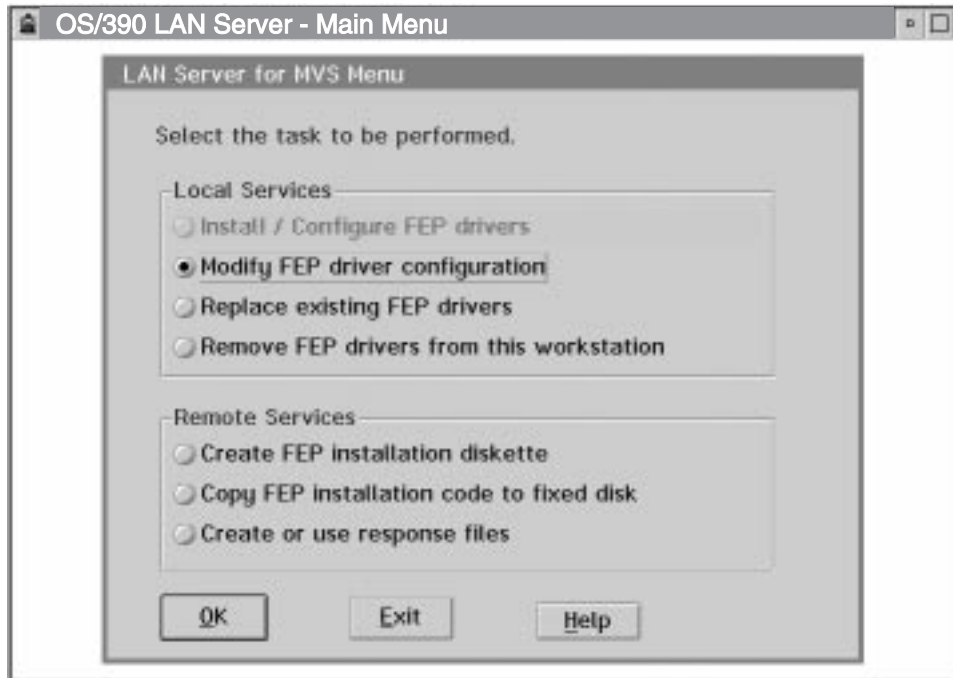 OS/390 LAN Server - Main Menu
LAN Server for MVS Menu
Select the task to be performed.
Local Services
Install / Configure FEP drivers
Modify FEP driver configuration
Replace existing FEP drivers
Remove FEP drivers from this workstation
Remote Services
Create FEP installation diskette
Copy FEP installation code to fixed disk
Create or use response files
OK
Exit
Help